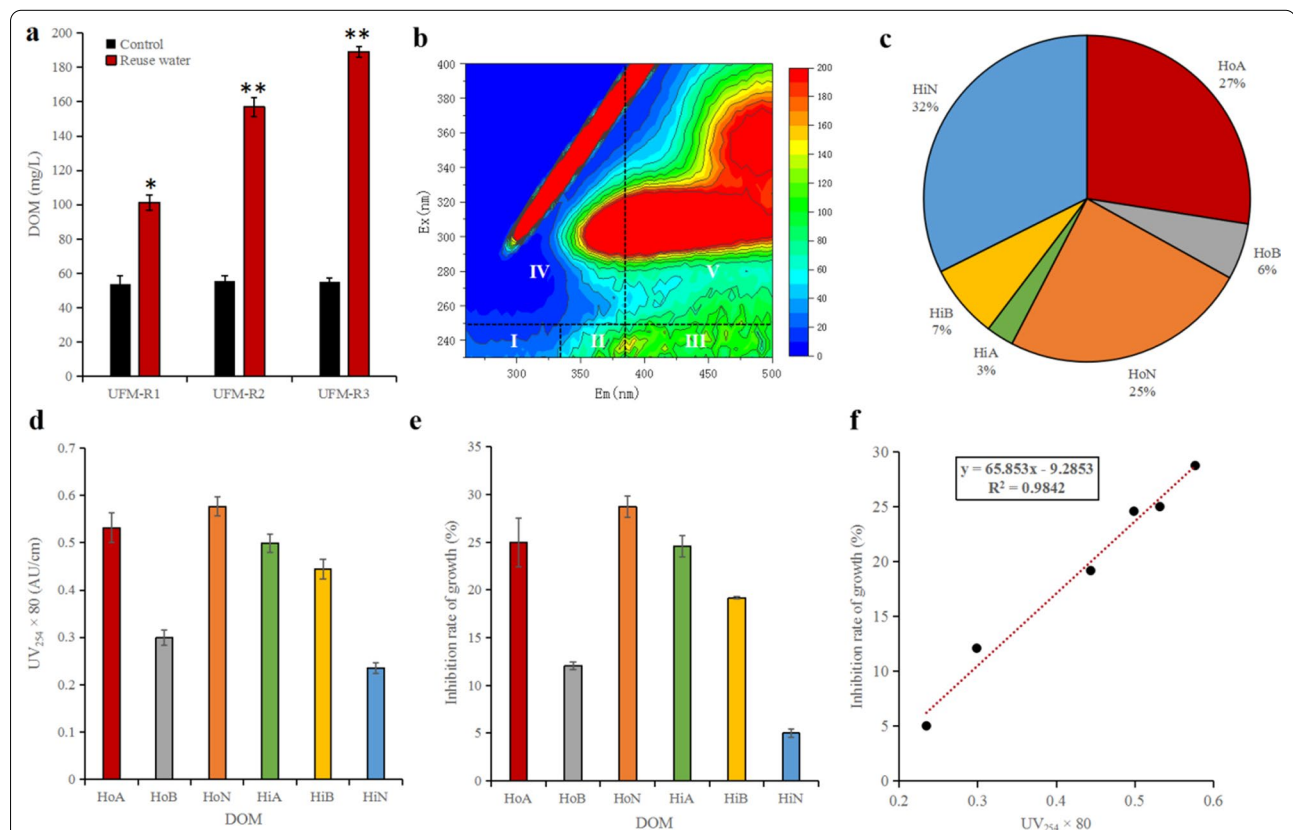 a
200
180
160
140
120
100
80
60
40
20
0
DOM (mg/L)
Control
Reuse water
*
**
**
UFM-R1 UFM-R2 UFM-R3
b
400
380
360
340
320
300
280
260
240
Ex(nm)
IV
V
I
II
III
300 350 400 450 500
Em(nm)
200
180
160
140
120
100
80
60
40
20
0
c
HoA
27%
HoB
6%
HoN
25%
HiA
3%
HiB
7%
HiN
32%
d
0.7
0.6
0.5
0.4
0.3
0.2
0.1
0
UV254 × 80 (AU/cm)
HoA HoB HoN HiA HiB HiN
DOM
e
35
30
25
20
15
10
5
0
Inhibition rate of growth (%)
HoA HoB HoN HiA HiB HiN
DOM
f
30
25
20
15
10
5
0
Inhibition rate of growth (%)
y = 65.853x - 9.2853
R² = 0.9842
0.2 0.3 0.4 0.5 0.6
UV254 × 80